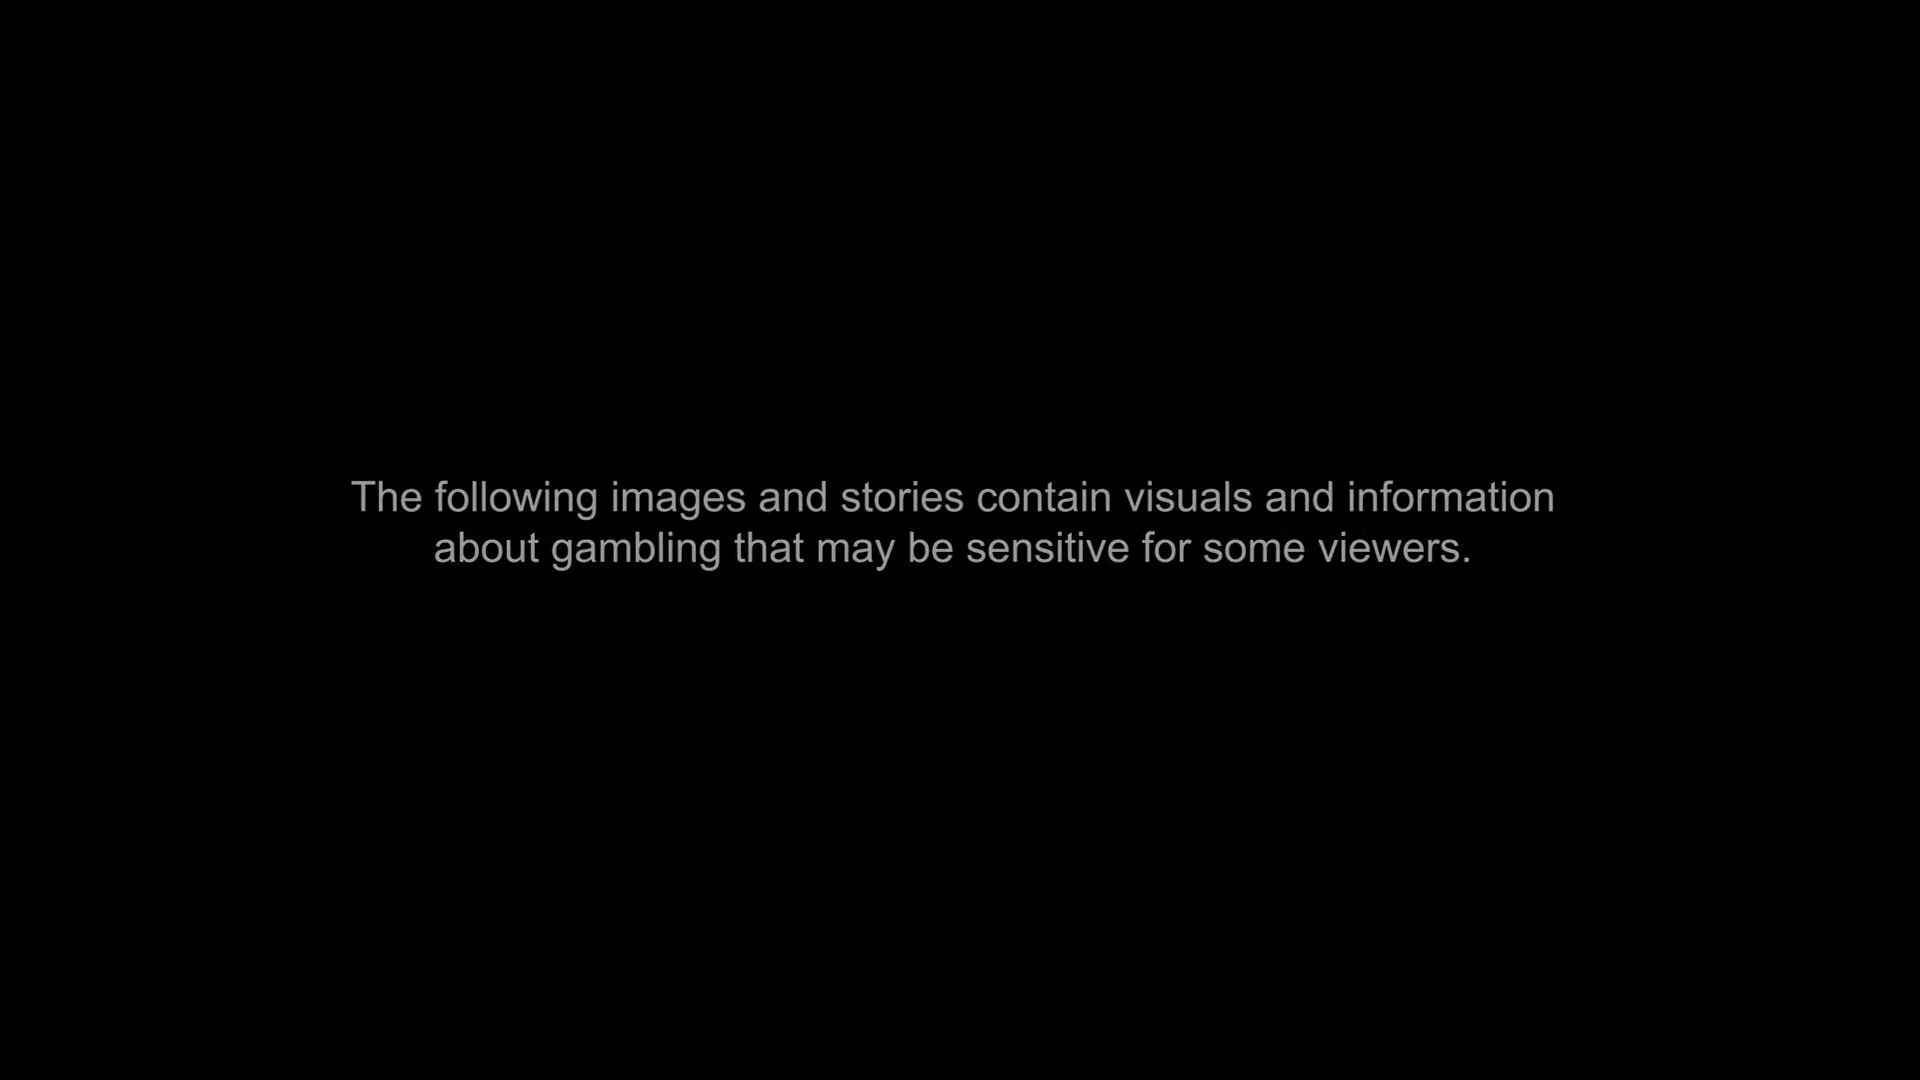 The following images and stories contain visuals and information
about gambling that may be sensitive for some viewers.